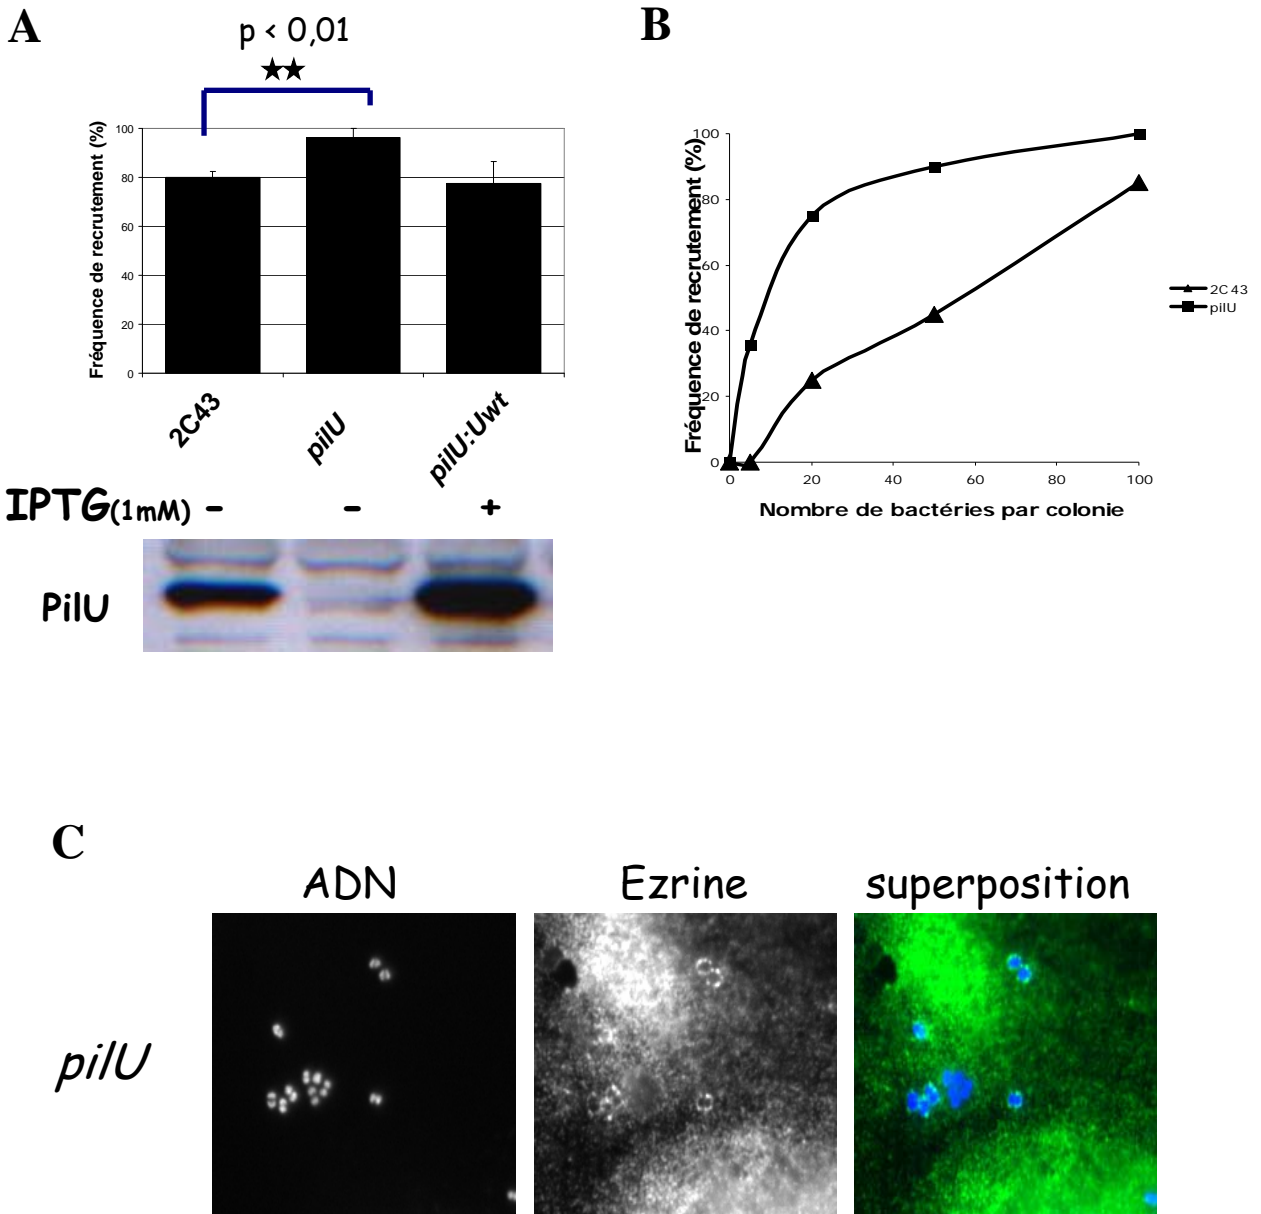 A
p < 0,01
★★
Fréquence de recrutement (%)
100
80
60
40
20
0
2C43
pilU
pilU:Uwt
IPTG(1mM) - - +
PilU
B
Fréquence de recrutement (%)
100
80
60
40
20
0
0 20 40 60 80 100
Nombre de bactéries par colonie
2C43
pilU
C
ADN Ezrine superposition
pilU